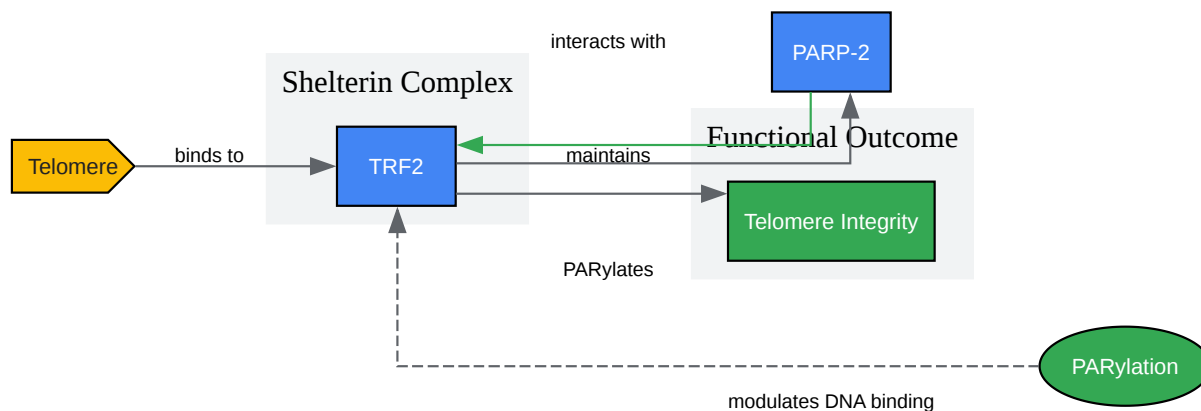 interacts with
PARP-2
Shelterin Complex
Functional Outcome
Telomere
binds to
TRF2
maintains
Telomere Integrity
PARylates
PARylation
modulates DNA binding